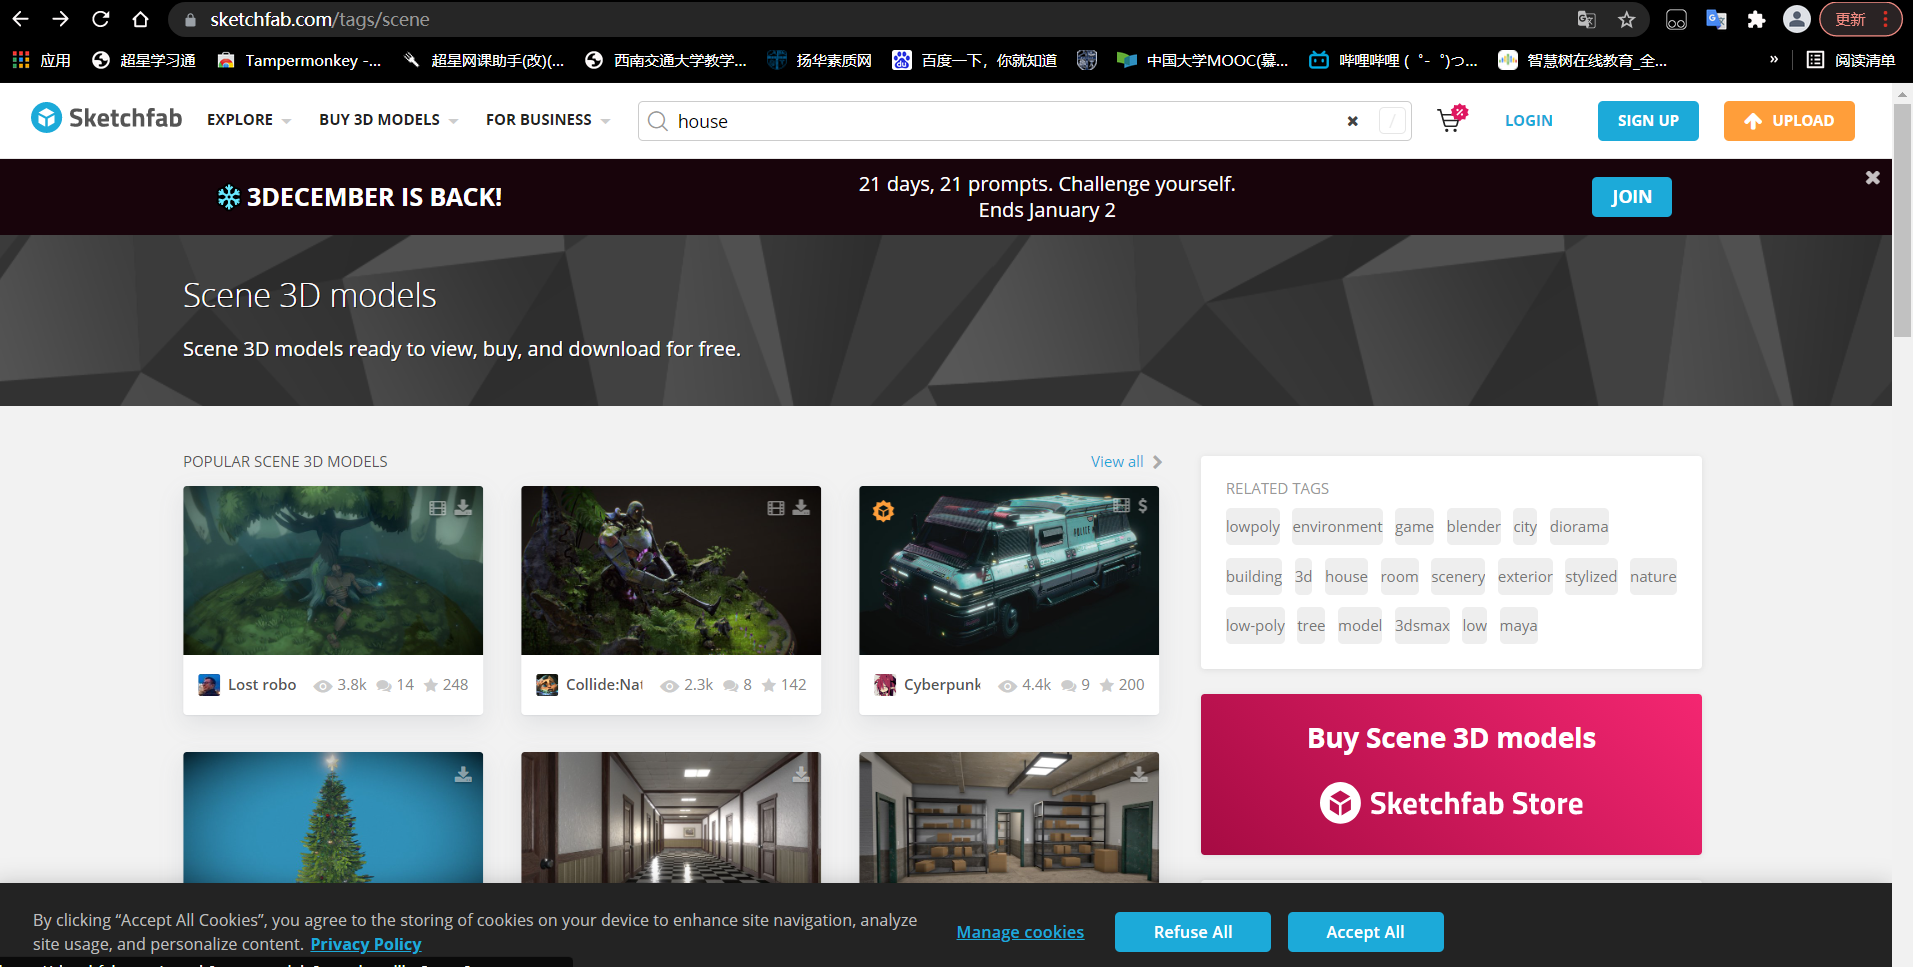 sketchfab.com/tags/scene
更新
应用
超星学习通
Tampermonkey -...
超星网课助手(改)(...
西南交通大学教学...
扬华素质网
百度一下，你就知道
中国大学MOOC(慕...
哔哩哔哩 ( ゜- ゜)つ...
智慧树在线教育_全...
»
阅读清单
Sketchfab
EXPLORE
BUY 3D MODELS
FOR BUSINESS
house
/
LOGIN
SIGN UP
UPLOAD
3DECEMBER IS BACK!
21 days, 21 prompts. Challenge yourself.
Ends January 2
JOIN
Scene 3D models
Scene 3D models ready to view, buy, and download for free.
POPULAR SCENE 3D MODELS
View all
POLICE
$
Lost robo 3.8k 14 248
Collide:Nat 2.3k 8 142
Cyberpunk 4.4k 9 200
RELATED TAGS
lowpoly environment game blender city diorama
building 3d house room scenery exterior stylized nature
low-poly tree model 3dsmax low maya
Buy Scene 3D models
Sketchfab Store
By clicking “Accept All Cookies”, you agree to the storing of cookies on your device to enhance site navigation, analyze
site usage, and personalize content. Privacy Policy
Manage cookies
Refuse All
Accept All